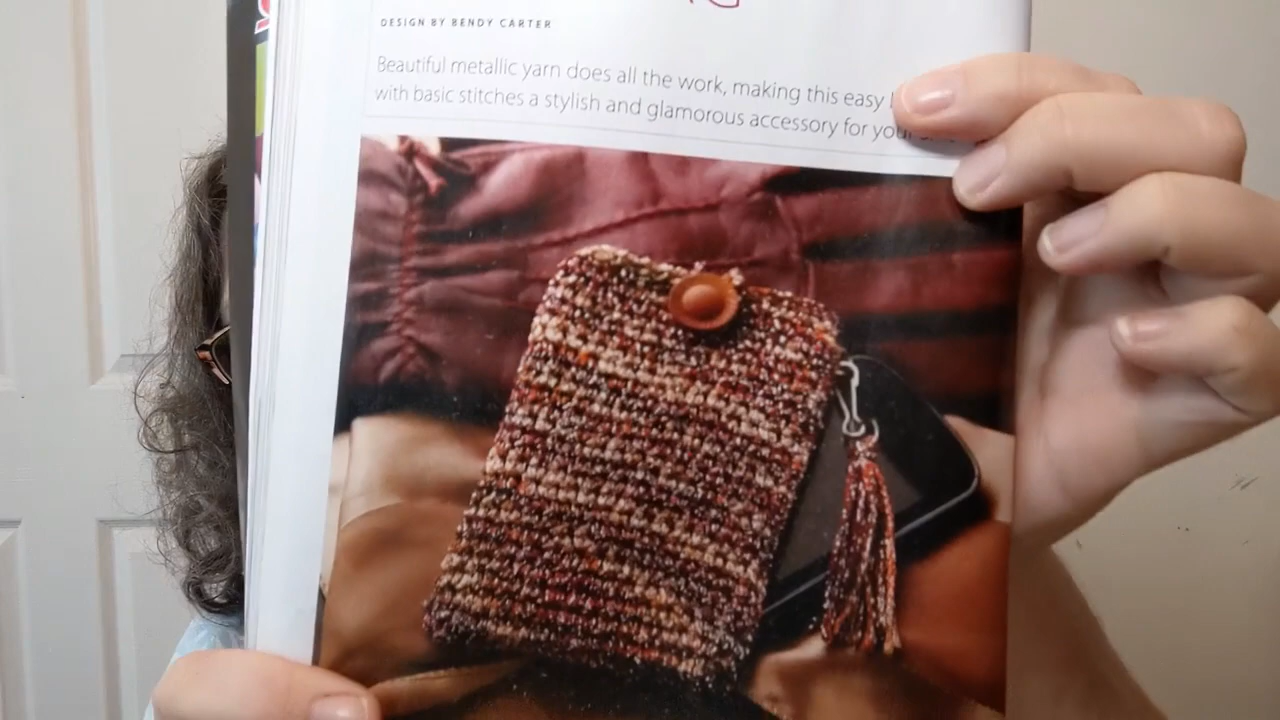 DESIGN BY BENDY CARTER
Beautiful metallic yarn does all the work, making this easy
with basic stitches a stylish and glamorous accessory for your